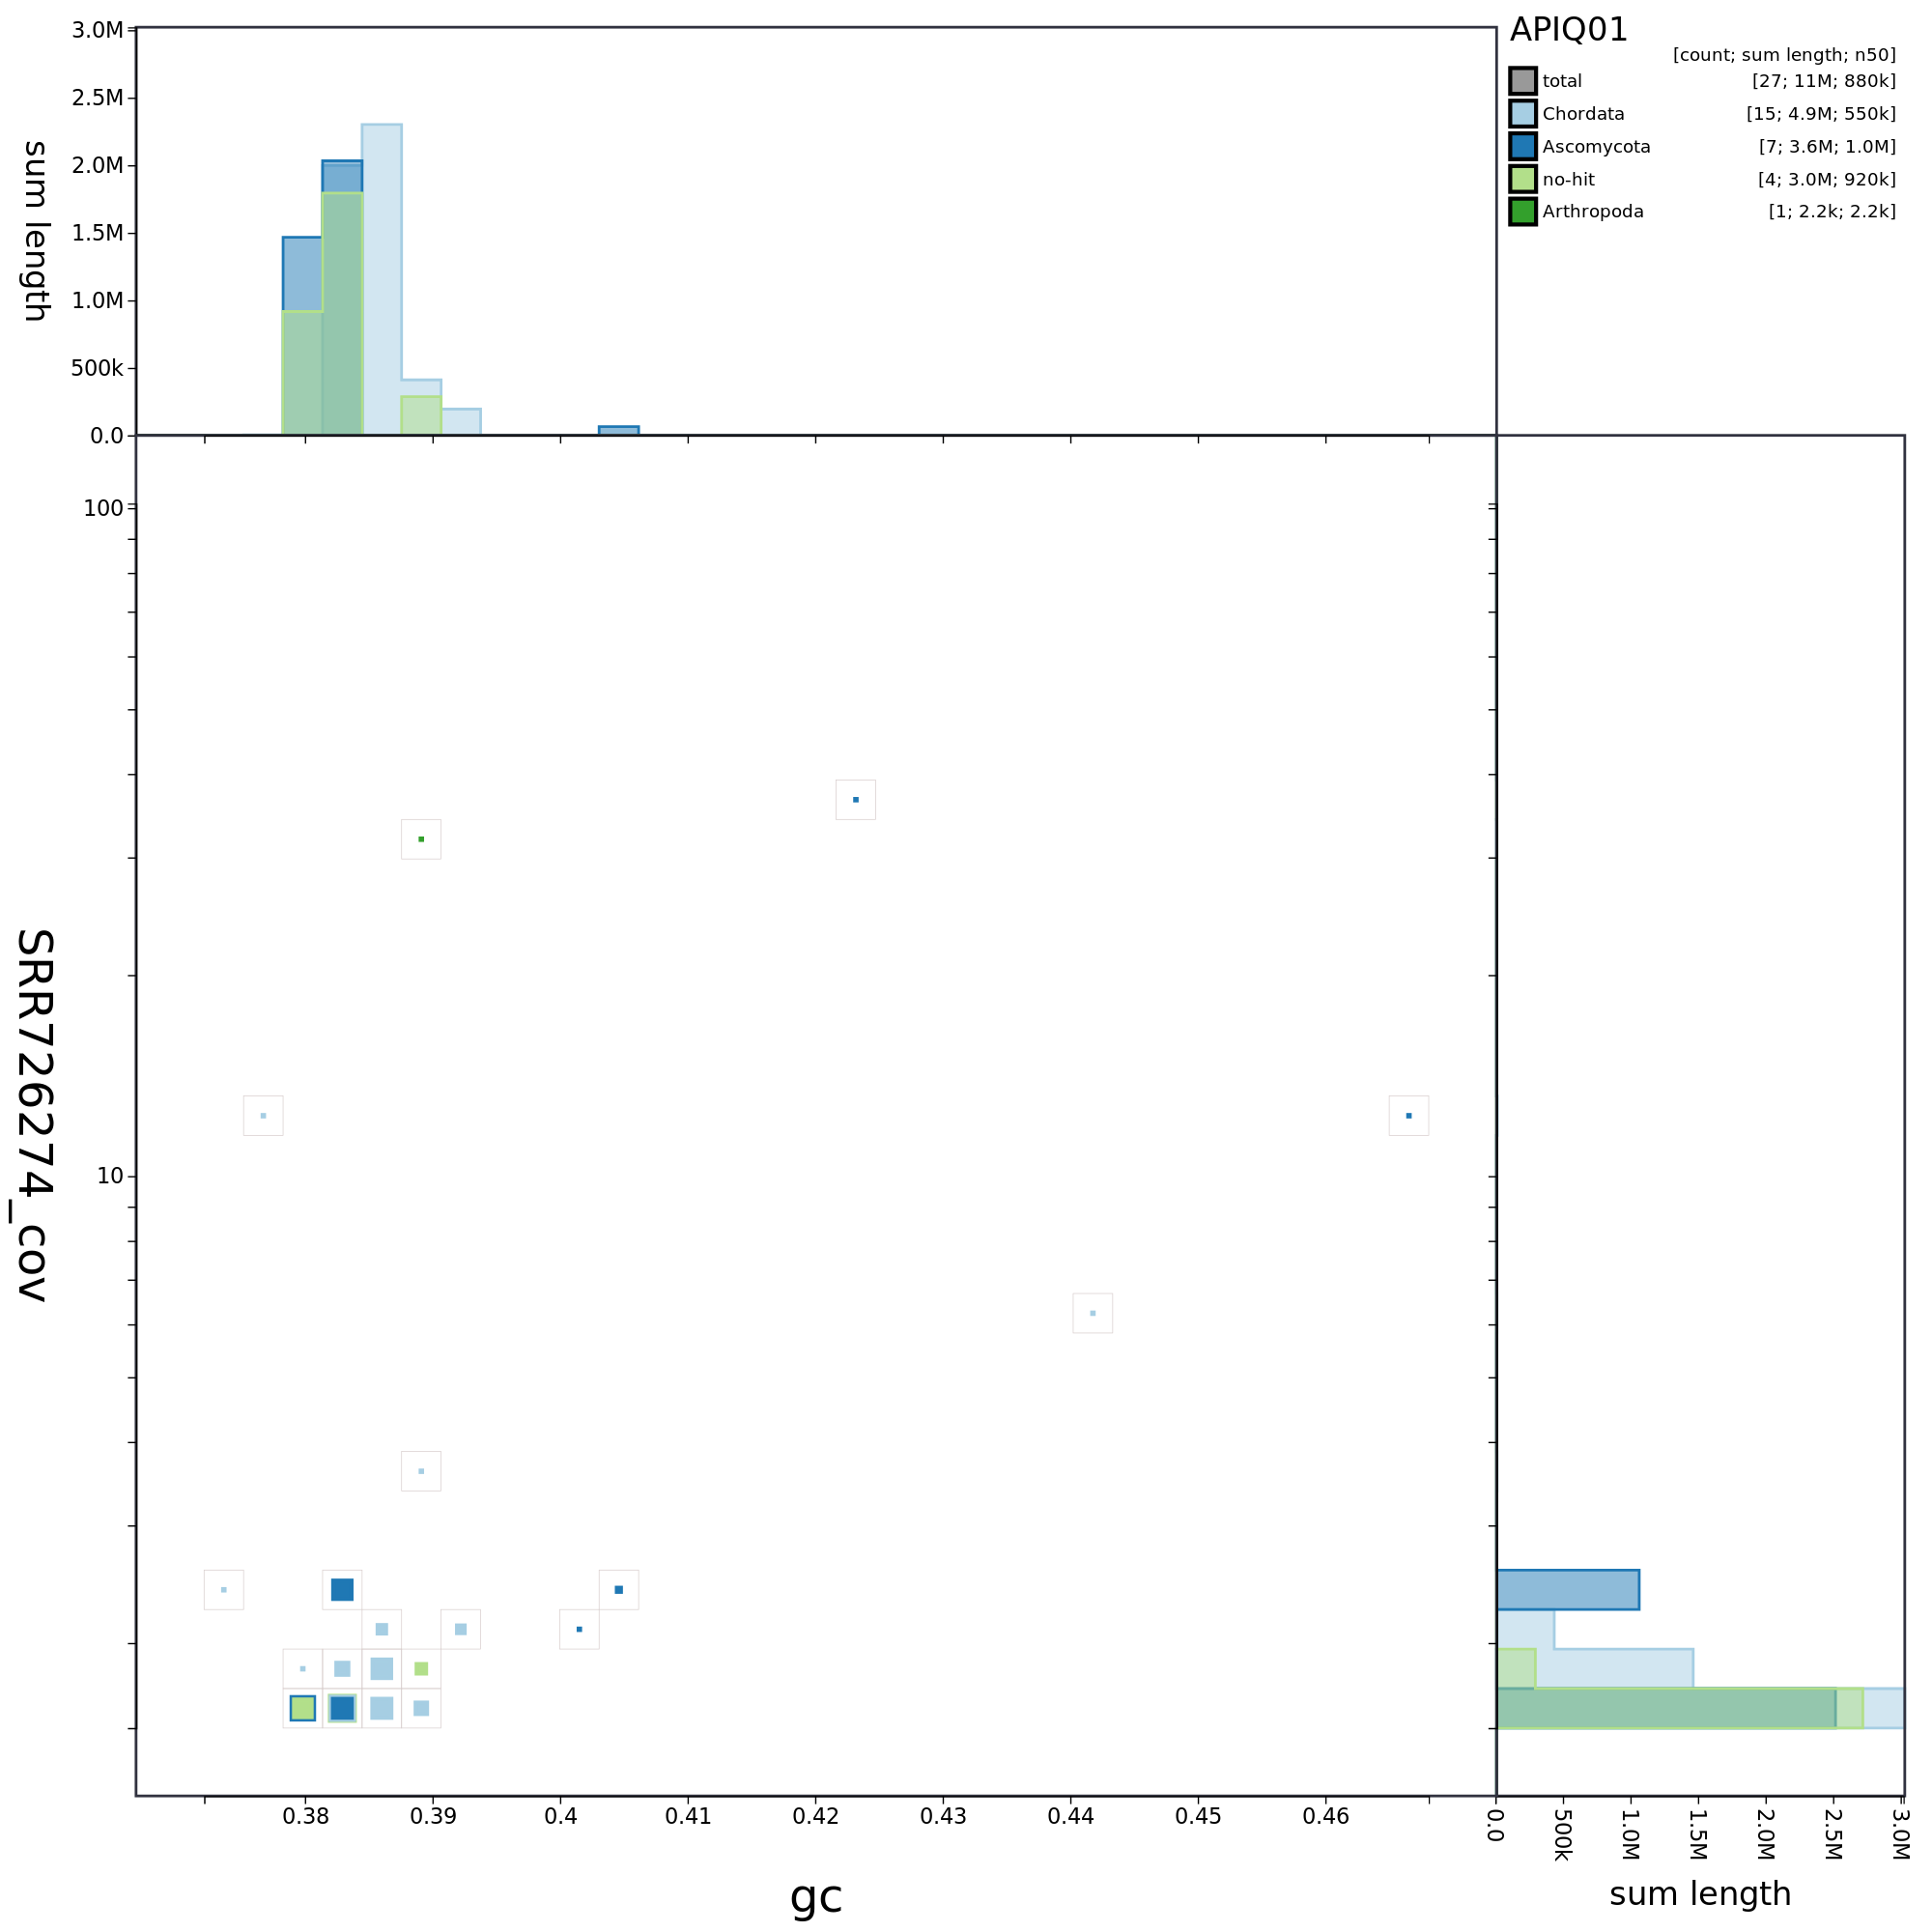 APIQ01
[count; sum length; n50]
total [27; 11M; 880k]
Chordata [15; 4.9M; 550k]
Ascomycota [7; 3.6M; 1.0M]
no-hit [4; 3.0M; 920k]
Arthropoda [1; 2.2k; 2.2k]
3.0M
2.5M
2.0M
1.5M
1.0M
500k
0.0
sum length
100
10
SRR726274_cov
0.38 0.39 0.4 0.41 0.42 0.43 0.44 0.45 0.46
gc
0.0 500k 1.0M 1.5M 2.0M 2.5M 3.0M
sum length